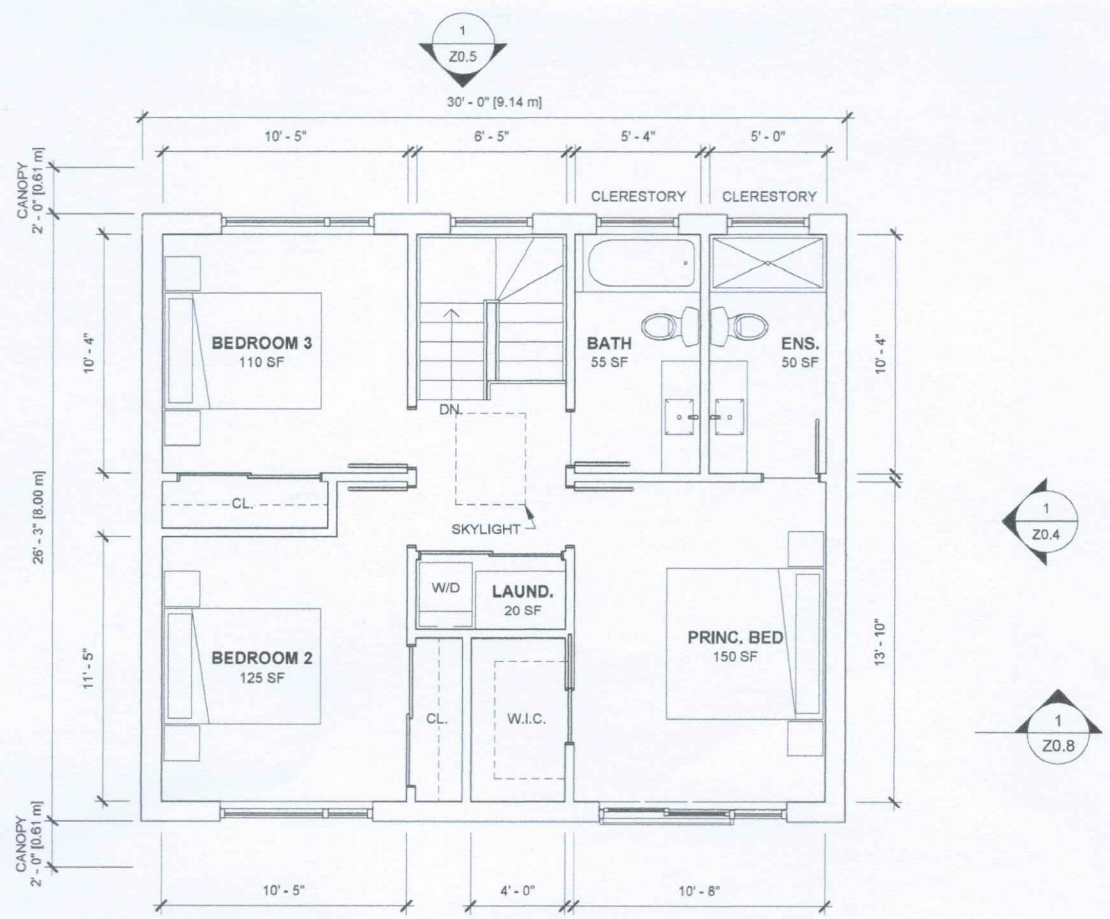 1
Z0.5
30' - 0" [9.14 m]
10' - 5"
6' - 5"
5' - 4"
5' - 0"
CANOPY
2' - 0" [0.61 m]
CLERESTORY
CLERESTORY
10' - 4"
BEDROOM 3
110 SF
BATH
55 SF
ENS.
50 SF
10' - 4"
DN.
CL.
SKYLIGHT
26' - 3" [8.00 m]
1
Z0.4
W/D
LAUND.
20 SF
11' - 5"
BEDROOM 2
125 SF
PRINC. BED
150 SF
13' - 10"
CL.
W.I.C.
1
Z0.8
CANOPY
2' - 0" [0.61 m]
10' - 5"
4' - 0"
10' - 8"